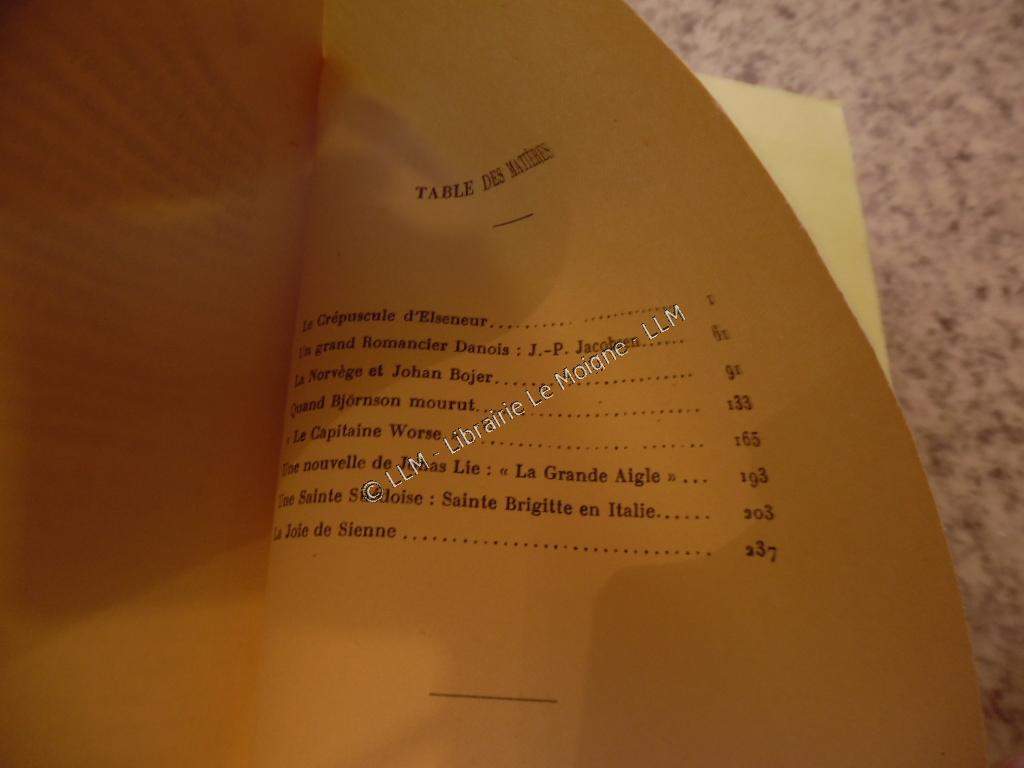 TABLE DES MATIÈRES
Le Crépuscule d'Elseneur.......... ............ 1
Un grand Romancier Danois : J.-P. Jacobsen...... 61
La Norvège et Johan Bojer........................ 91
Quand Björnson mourut........................... 133
« Le Capitaine Worse........................... 165
Une nouvelle de Jonas Lie : « La Grande Aigle » ... 193
Une Sainte Suédoise : Sainte Brigitte en Italie...... 203
La Joie de Sienne .............................. 237
© LLM - Librairie Le Moigne - LLM